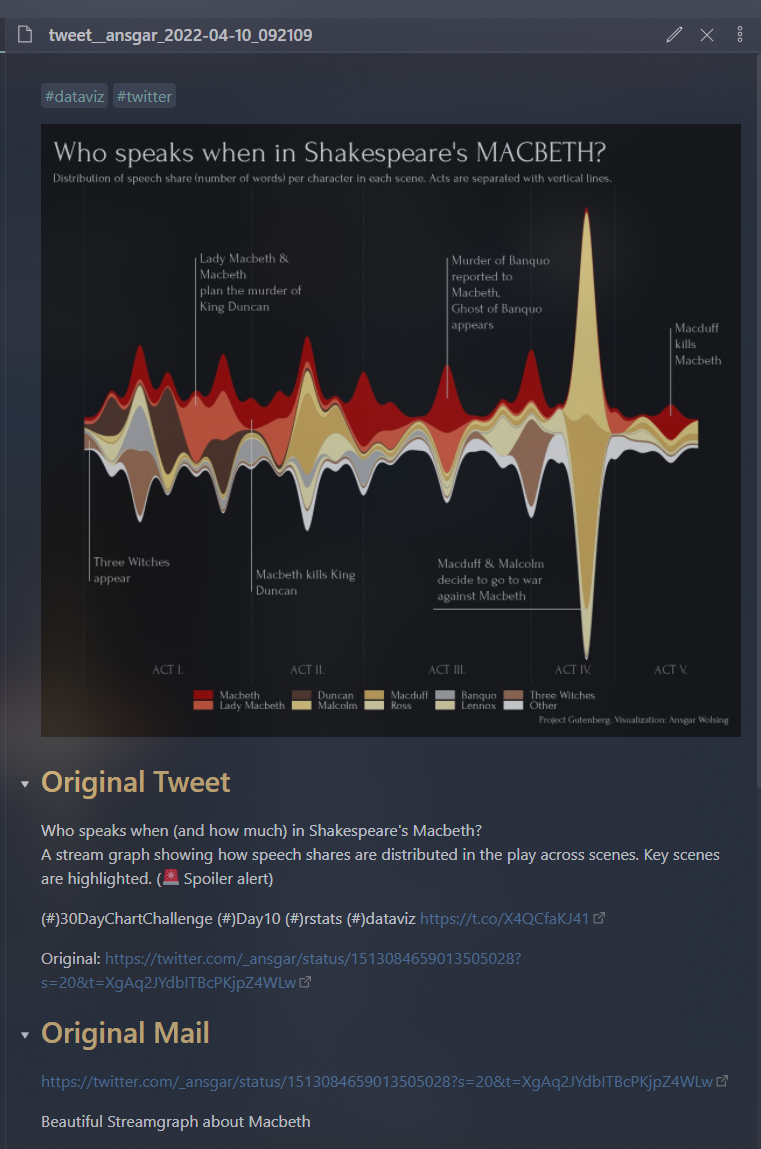 tweet__ansgar_2022-04-10_092109
#dataviz #twitter
Who speaks when in Shakespeare's MACBETH?
Distribution of speech share (number of words) per character in each scene. Acts are separated with vertical lines.
Lady Macbeth &
Macbeth
plan the murder of
King Duncan
Murder of Banquo
reported to
Macbeth,
Ghost of Banquo
appears
Macduff
kills
Macbeth
Three Witches
appear
Macbeth kills King
Duncan
Macduff & Malcolm
decide to go to war
against Macbeth
ACT I. ACT II. ACT III. ACT IV. ACT V.
Macbeth Duncan Macduff Banquo Three Witches
Lady Macbeth Malcolm Ross Lennox Other
Project Gutenberg. Visualization: Ansgar Wolsing
Original Tweet
Who speaks when (and how much) in Shakespeare's Macbeth?
A stream graph showing how speech shares are distributed in the play across scenes. Key scenes
are highlighted. (🚨 Spoiler alert)
(#)30DayChartChallenge (#)Day10 (#)rstats (#)dataviz https://t.co/X4QCfaKJ41
Original: https://twitter.com/_ansgar/status/1513084659013505028?
s=20&t=XgAq2JYdbITBcPKjpZ4WLw
Original Mail
https://twitter.com/_ansgar/status/1513084659013505028?s=20&t=XgAq2JYdbITBcPKjpZ4WLw
Beautiful Streamgraph about Macbeth